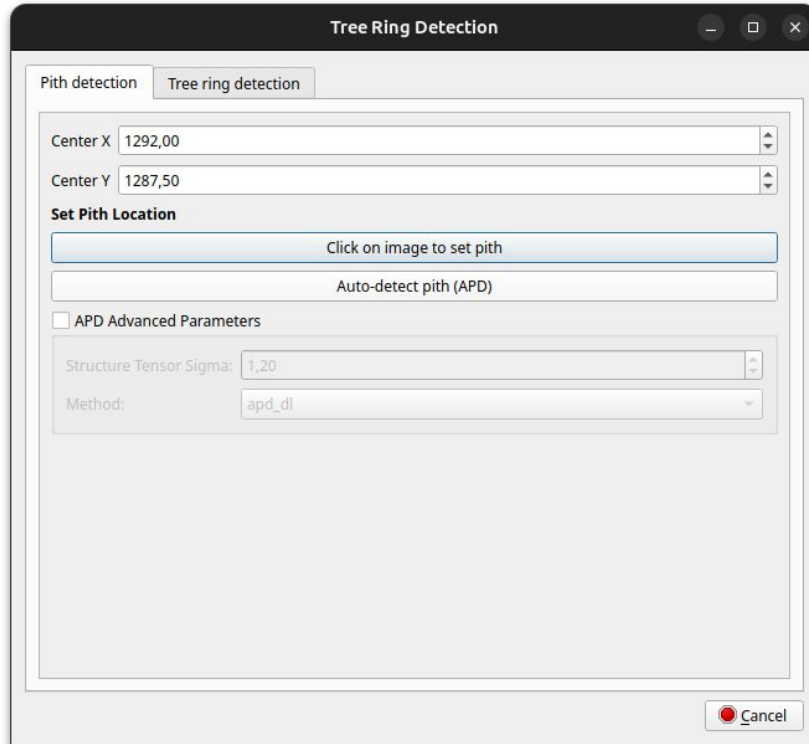 Tree Ring Detection
Pith detection
Tree ring detection
Center X 1292,00
Center Y 1287,50
Set Pith Location
Click on image to set pith
Auto-detect pith (APD)
APD Advanced Parameters
Structure Tensor Sigma: 1,20
Method: apd_dl
Cancel